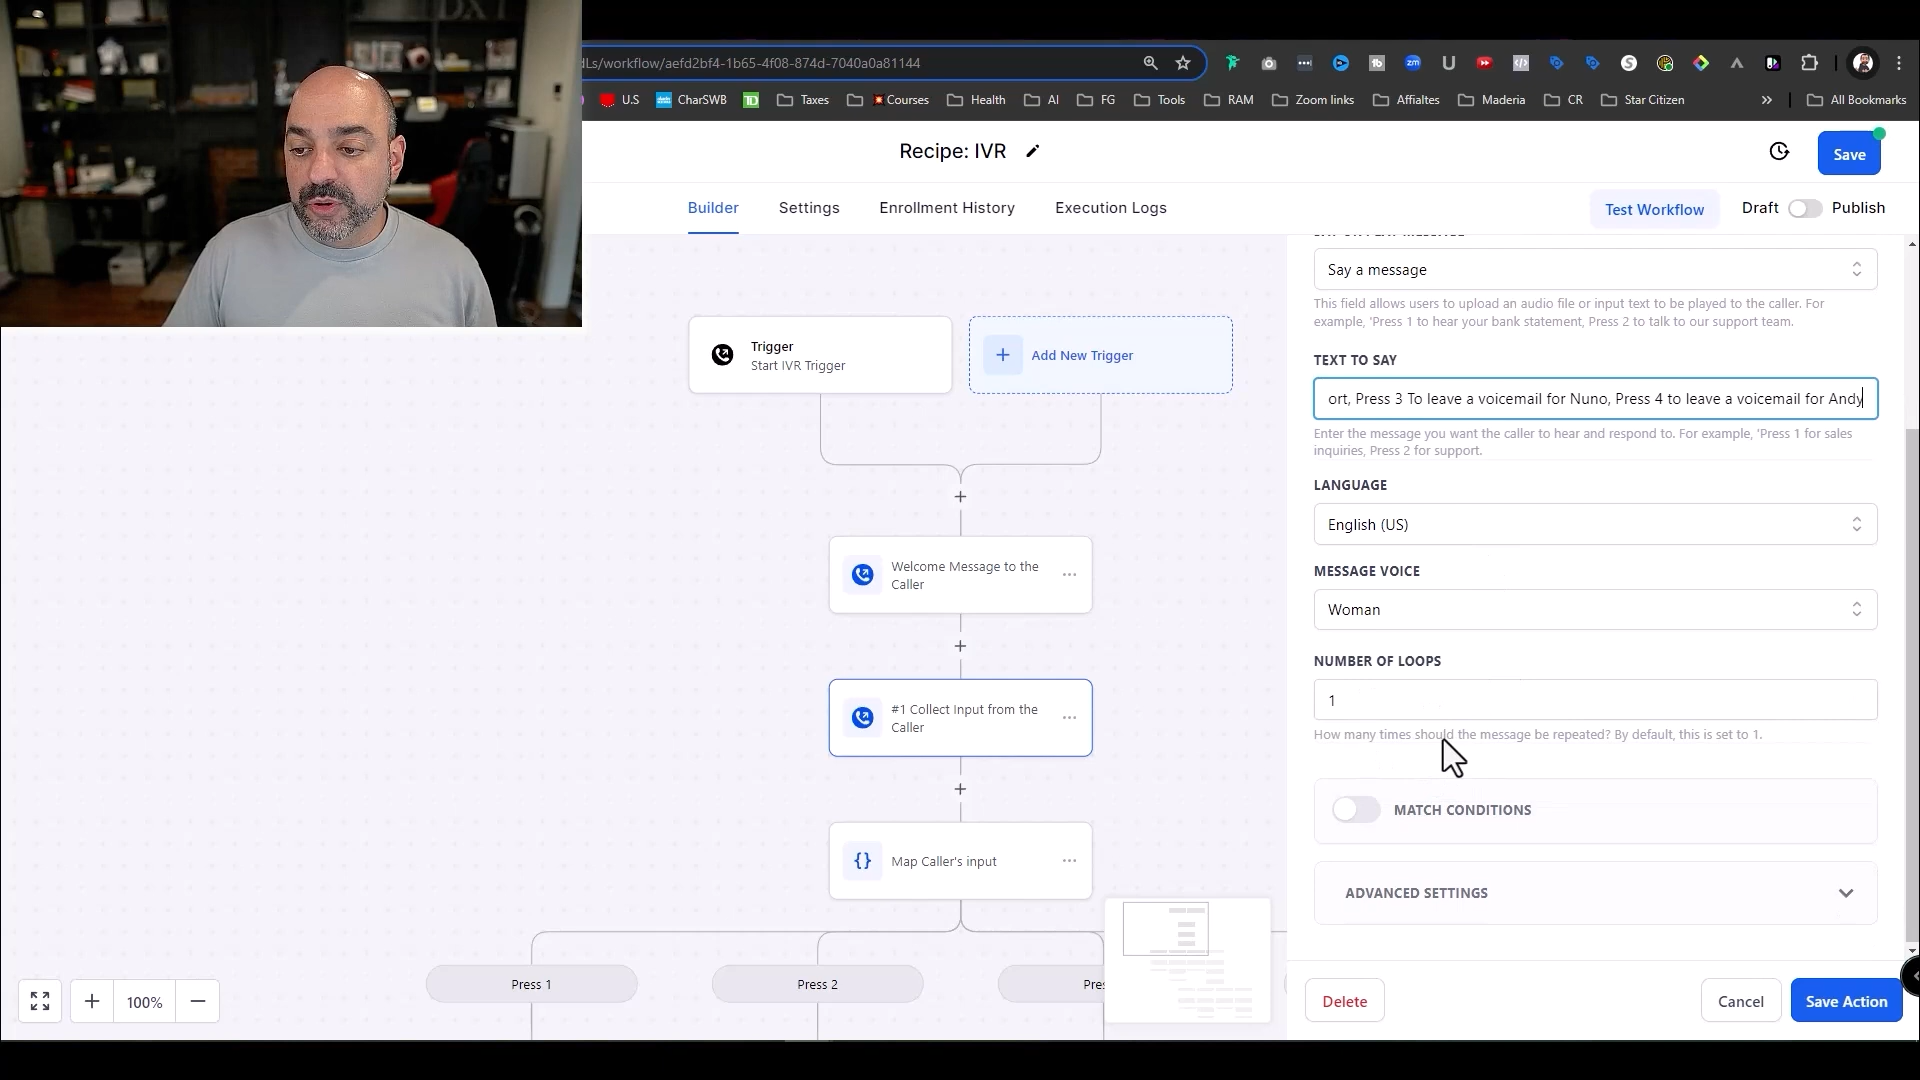 dLs/workflow/aefd2bf4-1b65-4f08-874d-7040a0a81144
U.S
CharSWB
Taxes
Courses
Health
AI
FG
Tools
RAM
Zoom links
Affialtes
Maderia
CR
Star Citizen
All Bookmarks
Recipe: IVR
Save
Builder
Settings
Enrollment History
Execution Logs
Test Workflow
Draft
Publish
Trigger
Start IVR Trigger
Add New Trigger
Welcome Message to the
Caller
#1 Collect Input from the
Caller
Map Caller's input
Press 1
Press 2
Pres
100%
Say a message
This field allows users to upload an audio file or input text to be played to the caller. For
example, 'Press 1 to hear your bank statement, Press 2 to talk to our support team.
TEXT TO SAY
ort, Press 3 To leave a voicemail for Nuno, Press 4 to leave a voicemail for Andy
Enter the message you want the caller to hear and respond to. For example, 'Press 1 for sales
inquiries, Press 2 for support.
LANGUAGE
English (US)
MESSAGE VOICE
Woman
NUMBER OF LOOPS
1
How many times should the message be repeated? By default, this is set to 1.
MATCH CONDITIONS
ADVANCED SETTINGS
Delete
Cancel
Save Action